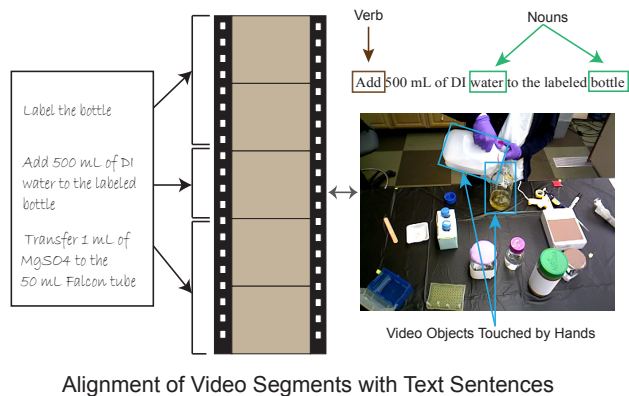 Label the bottle
Add 500 mL of DI
water to the labeled
bottle
Transfer 1 mL of
MgSO4 to the
50 mL Falcon tube
Verb
Nouns
Add 500 mL of DI water to the labeled bottle
Video Objects Touched by Hands
Alignment of Video Segments with Text Sentences